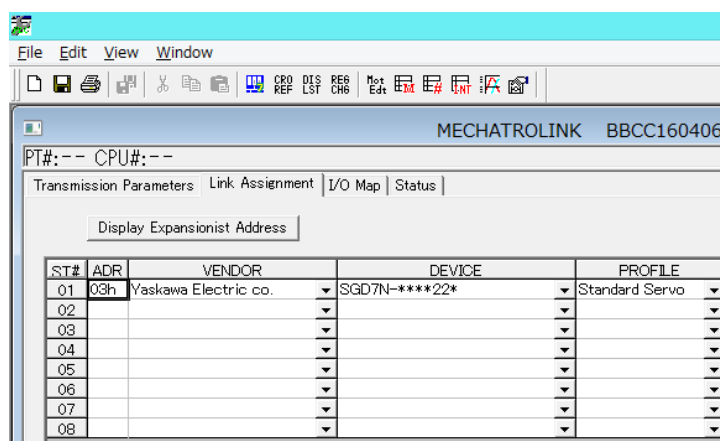 File Edit View Window
CRO REF DIS LST REG CHG Mot Edt M # INT
MECHATROLINK BBCC160406
PT#:-- CPU#:--
Transmission Parameters Link Assignment I/O Map Status
Display Expansionist Address
ST# ADR VENDOR DEVICE PROFILE
01 03h Yaskawa Electric co. SGD7N-****22* Standard Servo
02
03
04
05
06
07
08